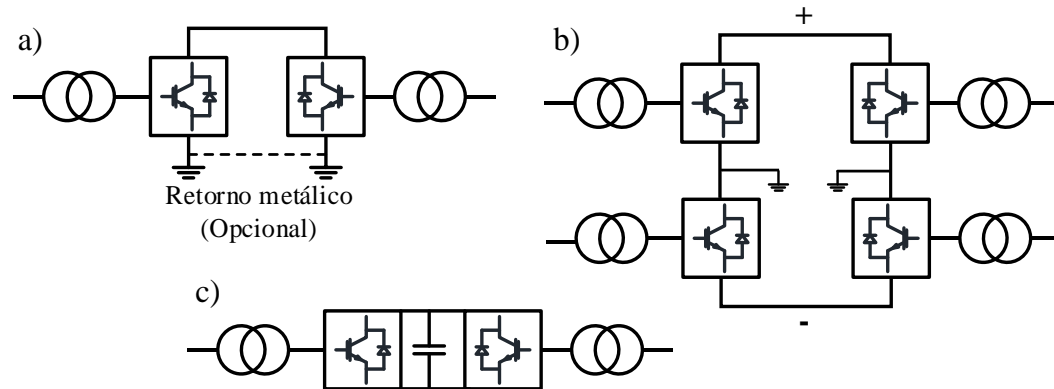 a)
Retorno metálico
(Opcional)
b)
+
-
c)